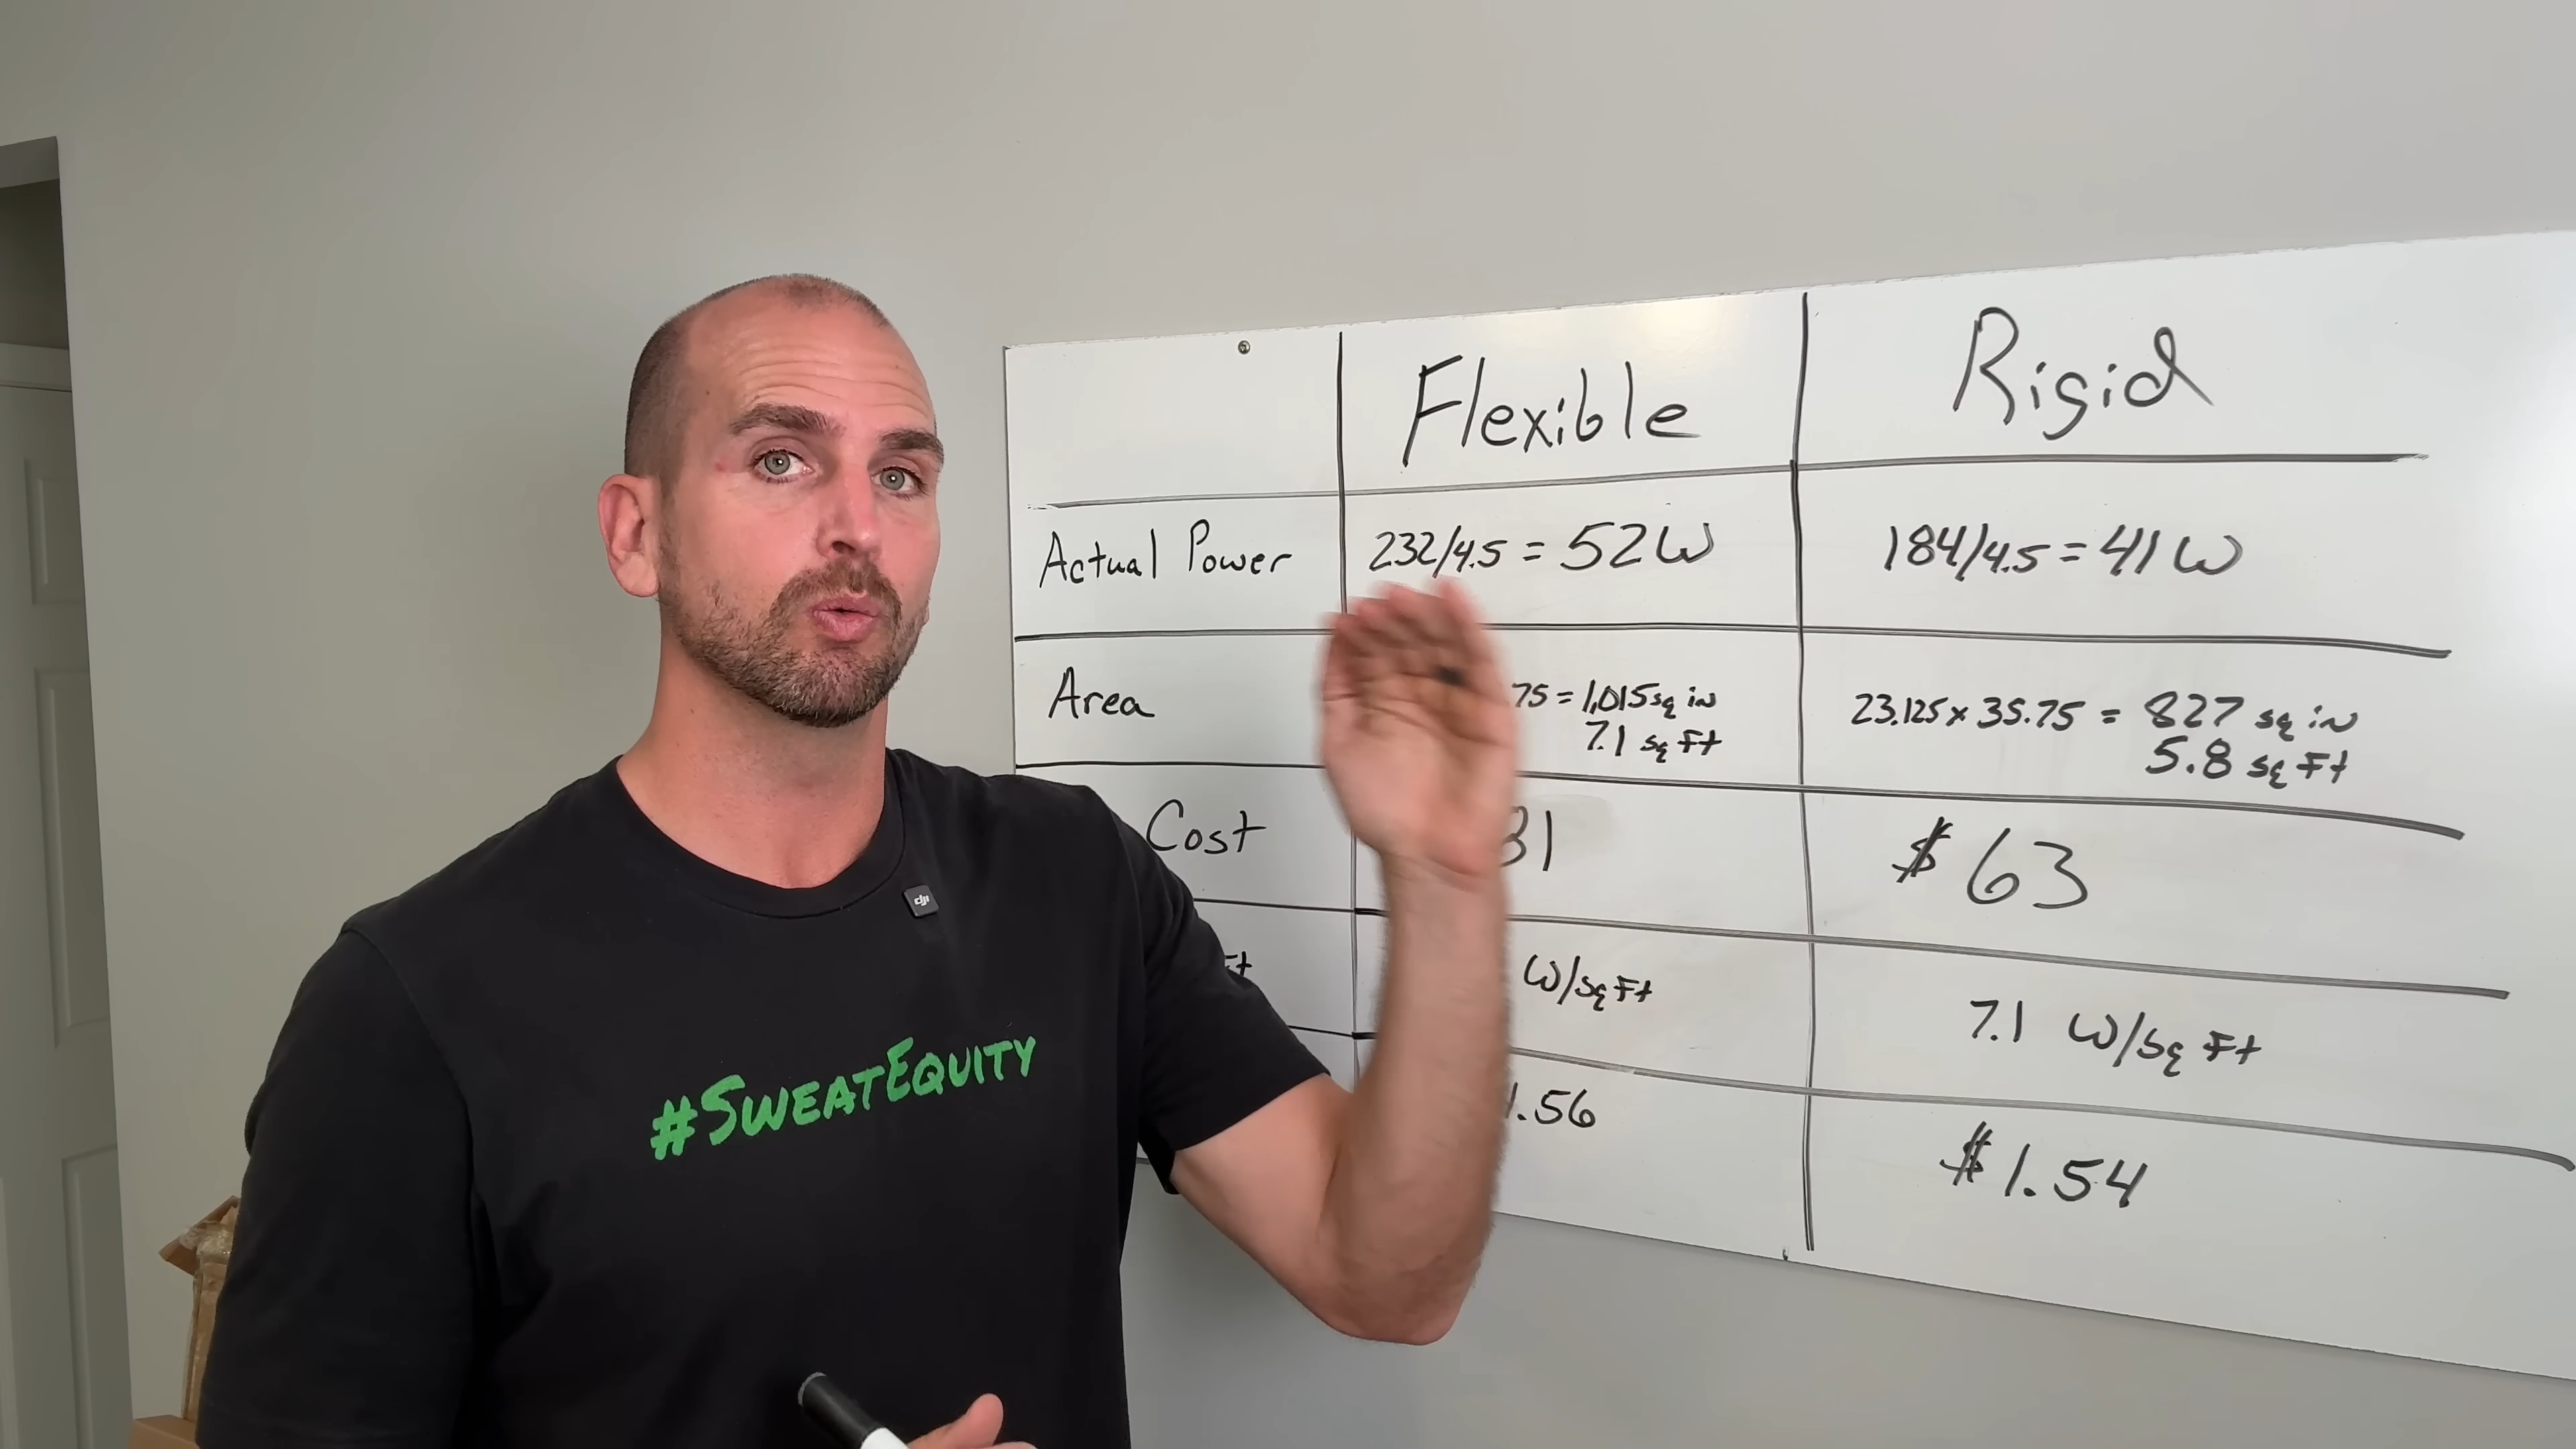 Flexible
Rigid
Actual Power
232/4.5 = 52W
184/4.5 = 41W
Area
75 = 1,015 sq in
7.1 sq Ft
23.125 x 35.75 = 827 sq in
5.8 sq Ft
Cost
31
$63
W/sq Ft
7.1 W/sq Ft
.56
$1.54
dji
#SWEATEQUITY